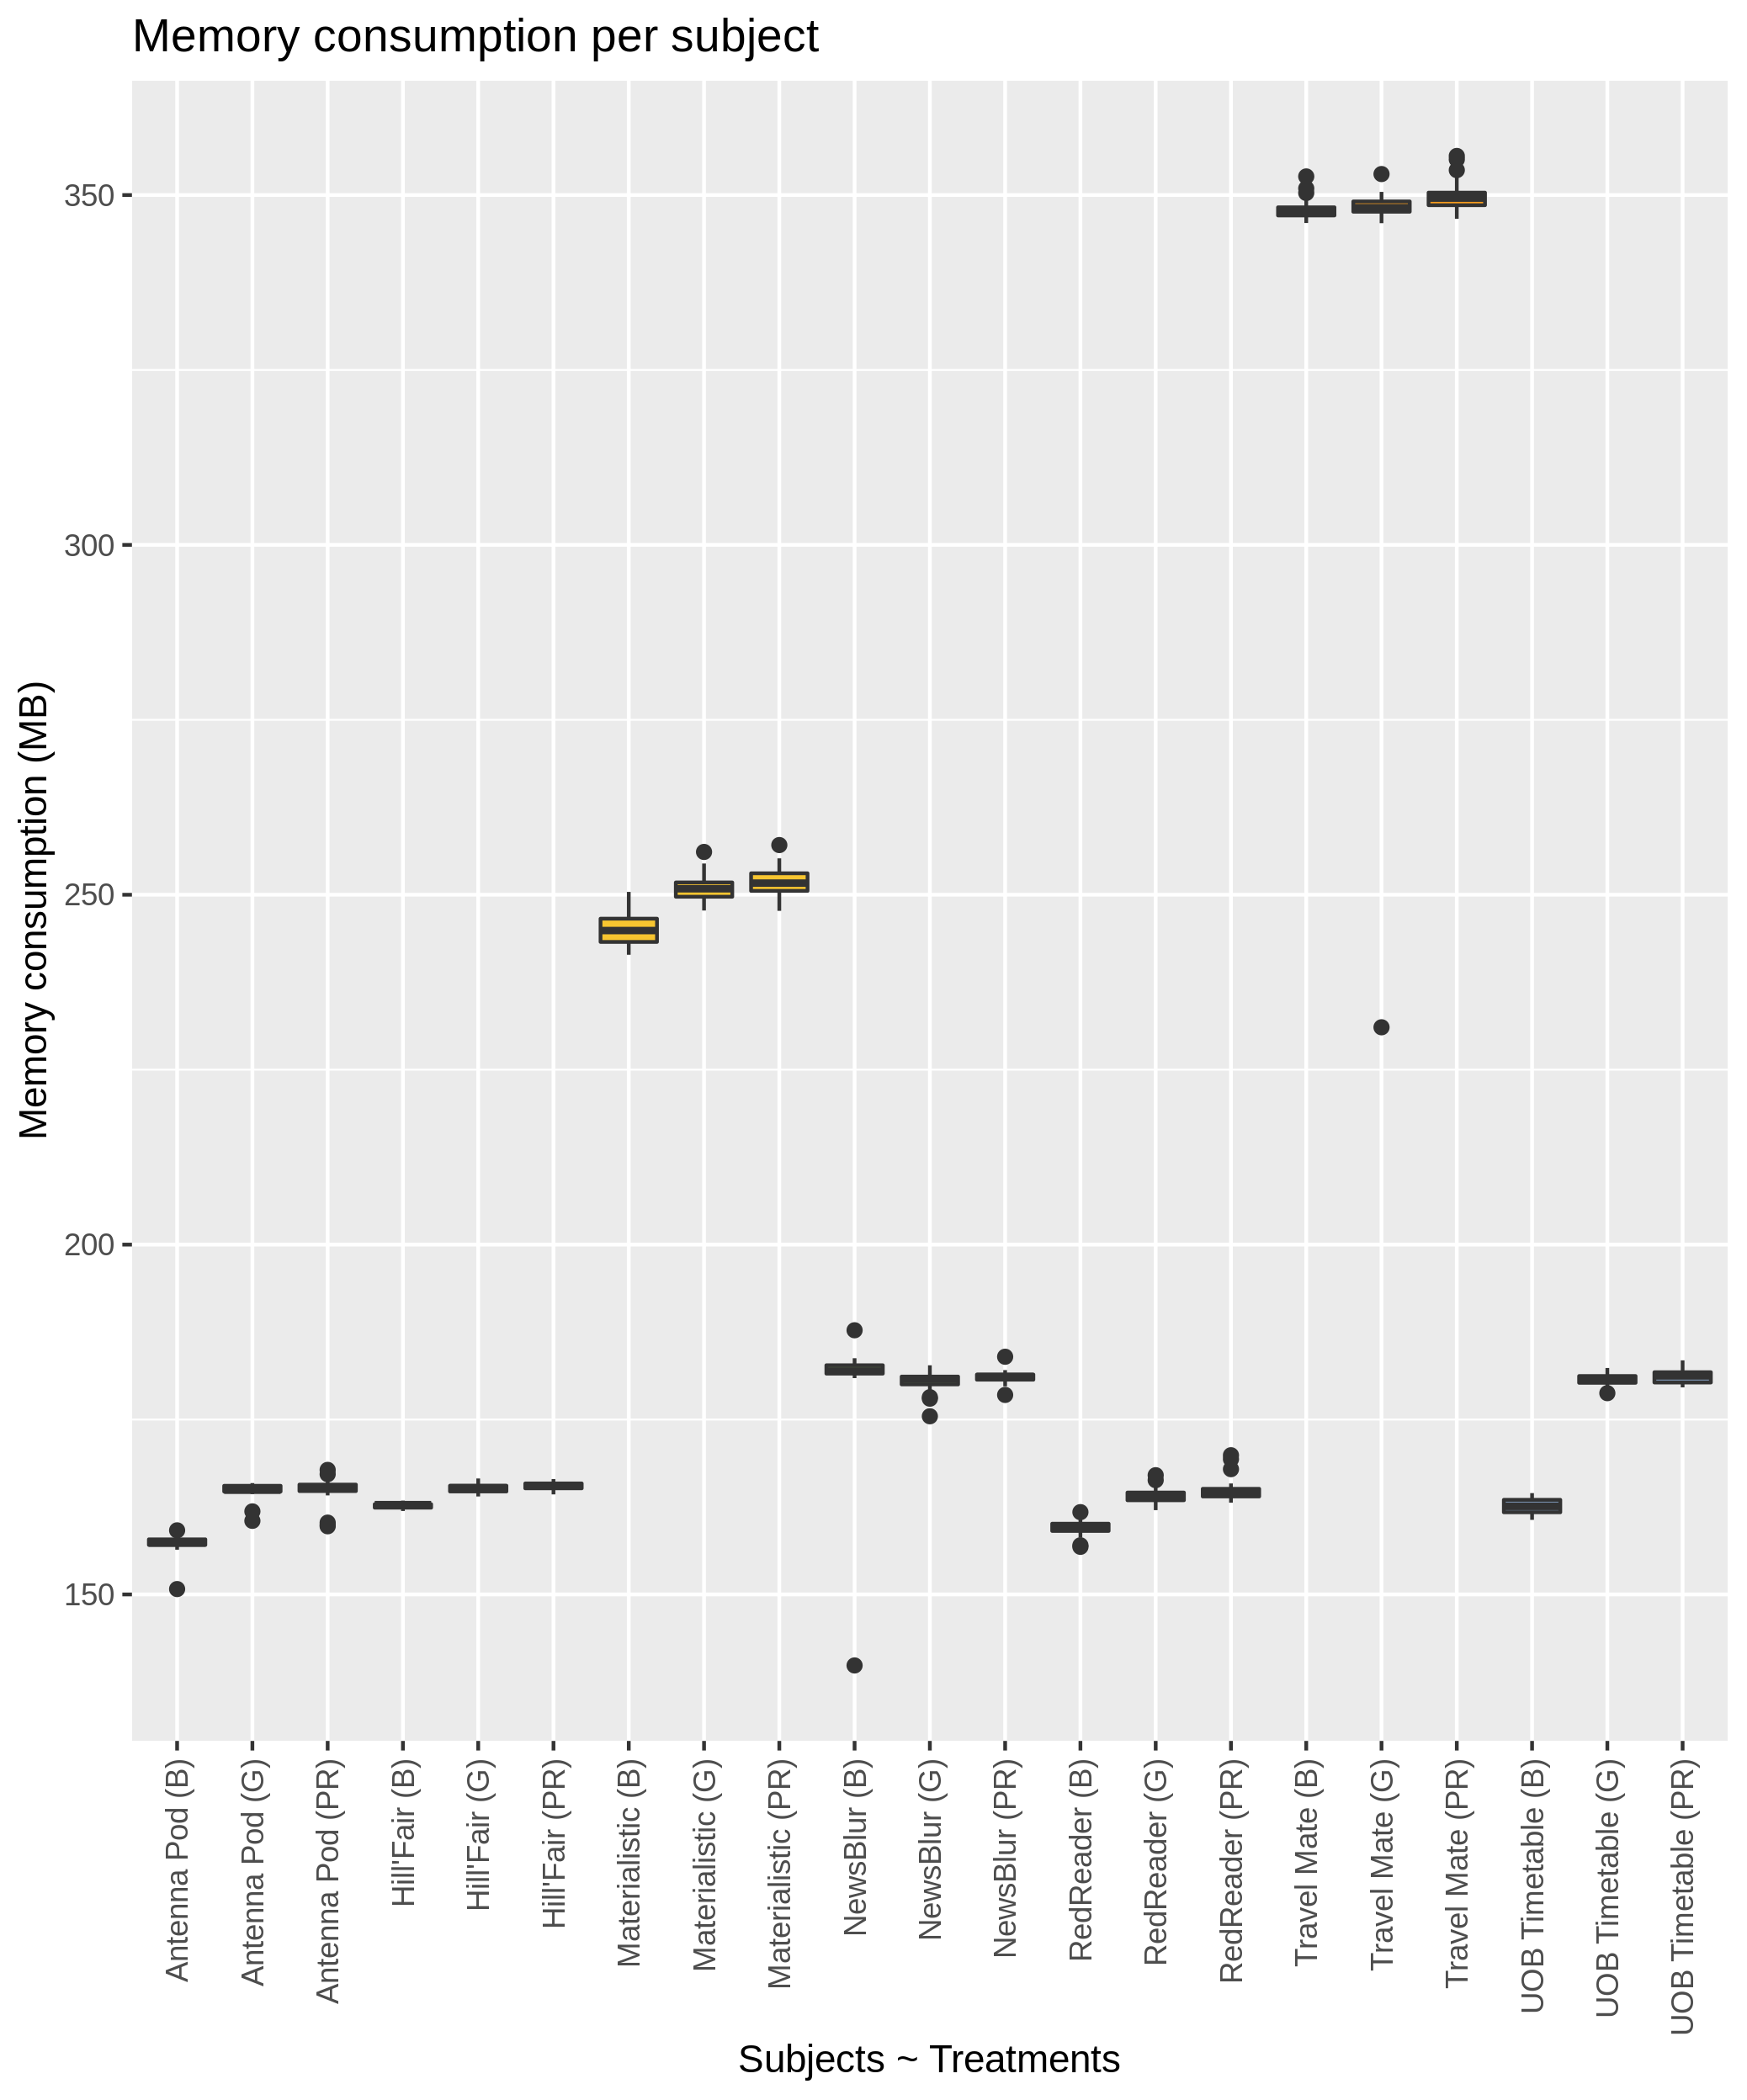 Memory consumption per subject
Memory consumption (MB)
350
300
250
200
150
Antenna Pod (B)
Antenna Pod (G)
Antenna Pod (PR)
Hill'Fair (B)
Hill'Fair (G)
Hill'Fair (PR)
Materialistic (B)
Materialistic (G)
Materialistic (PR)
NewsBlur (B)
NewsBlur (G)
NewsBlur (PR)
RedReader (B)
RedReader (G)
RedReader (PR)
Travel Mate (B)
Travel Mate (G)
Travel Mate (PR)
UOB Timetable (B)
UOB Timetable (G)
UOB Timetable (PR)
Subjects ~ Treatments